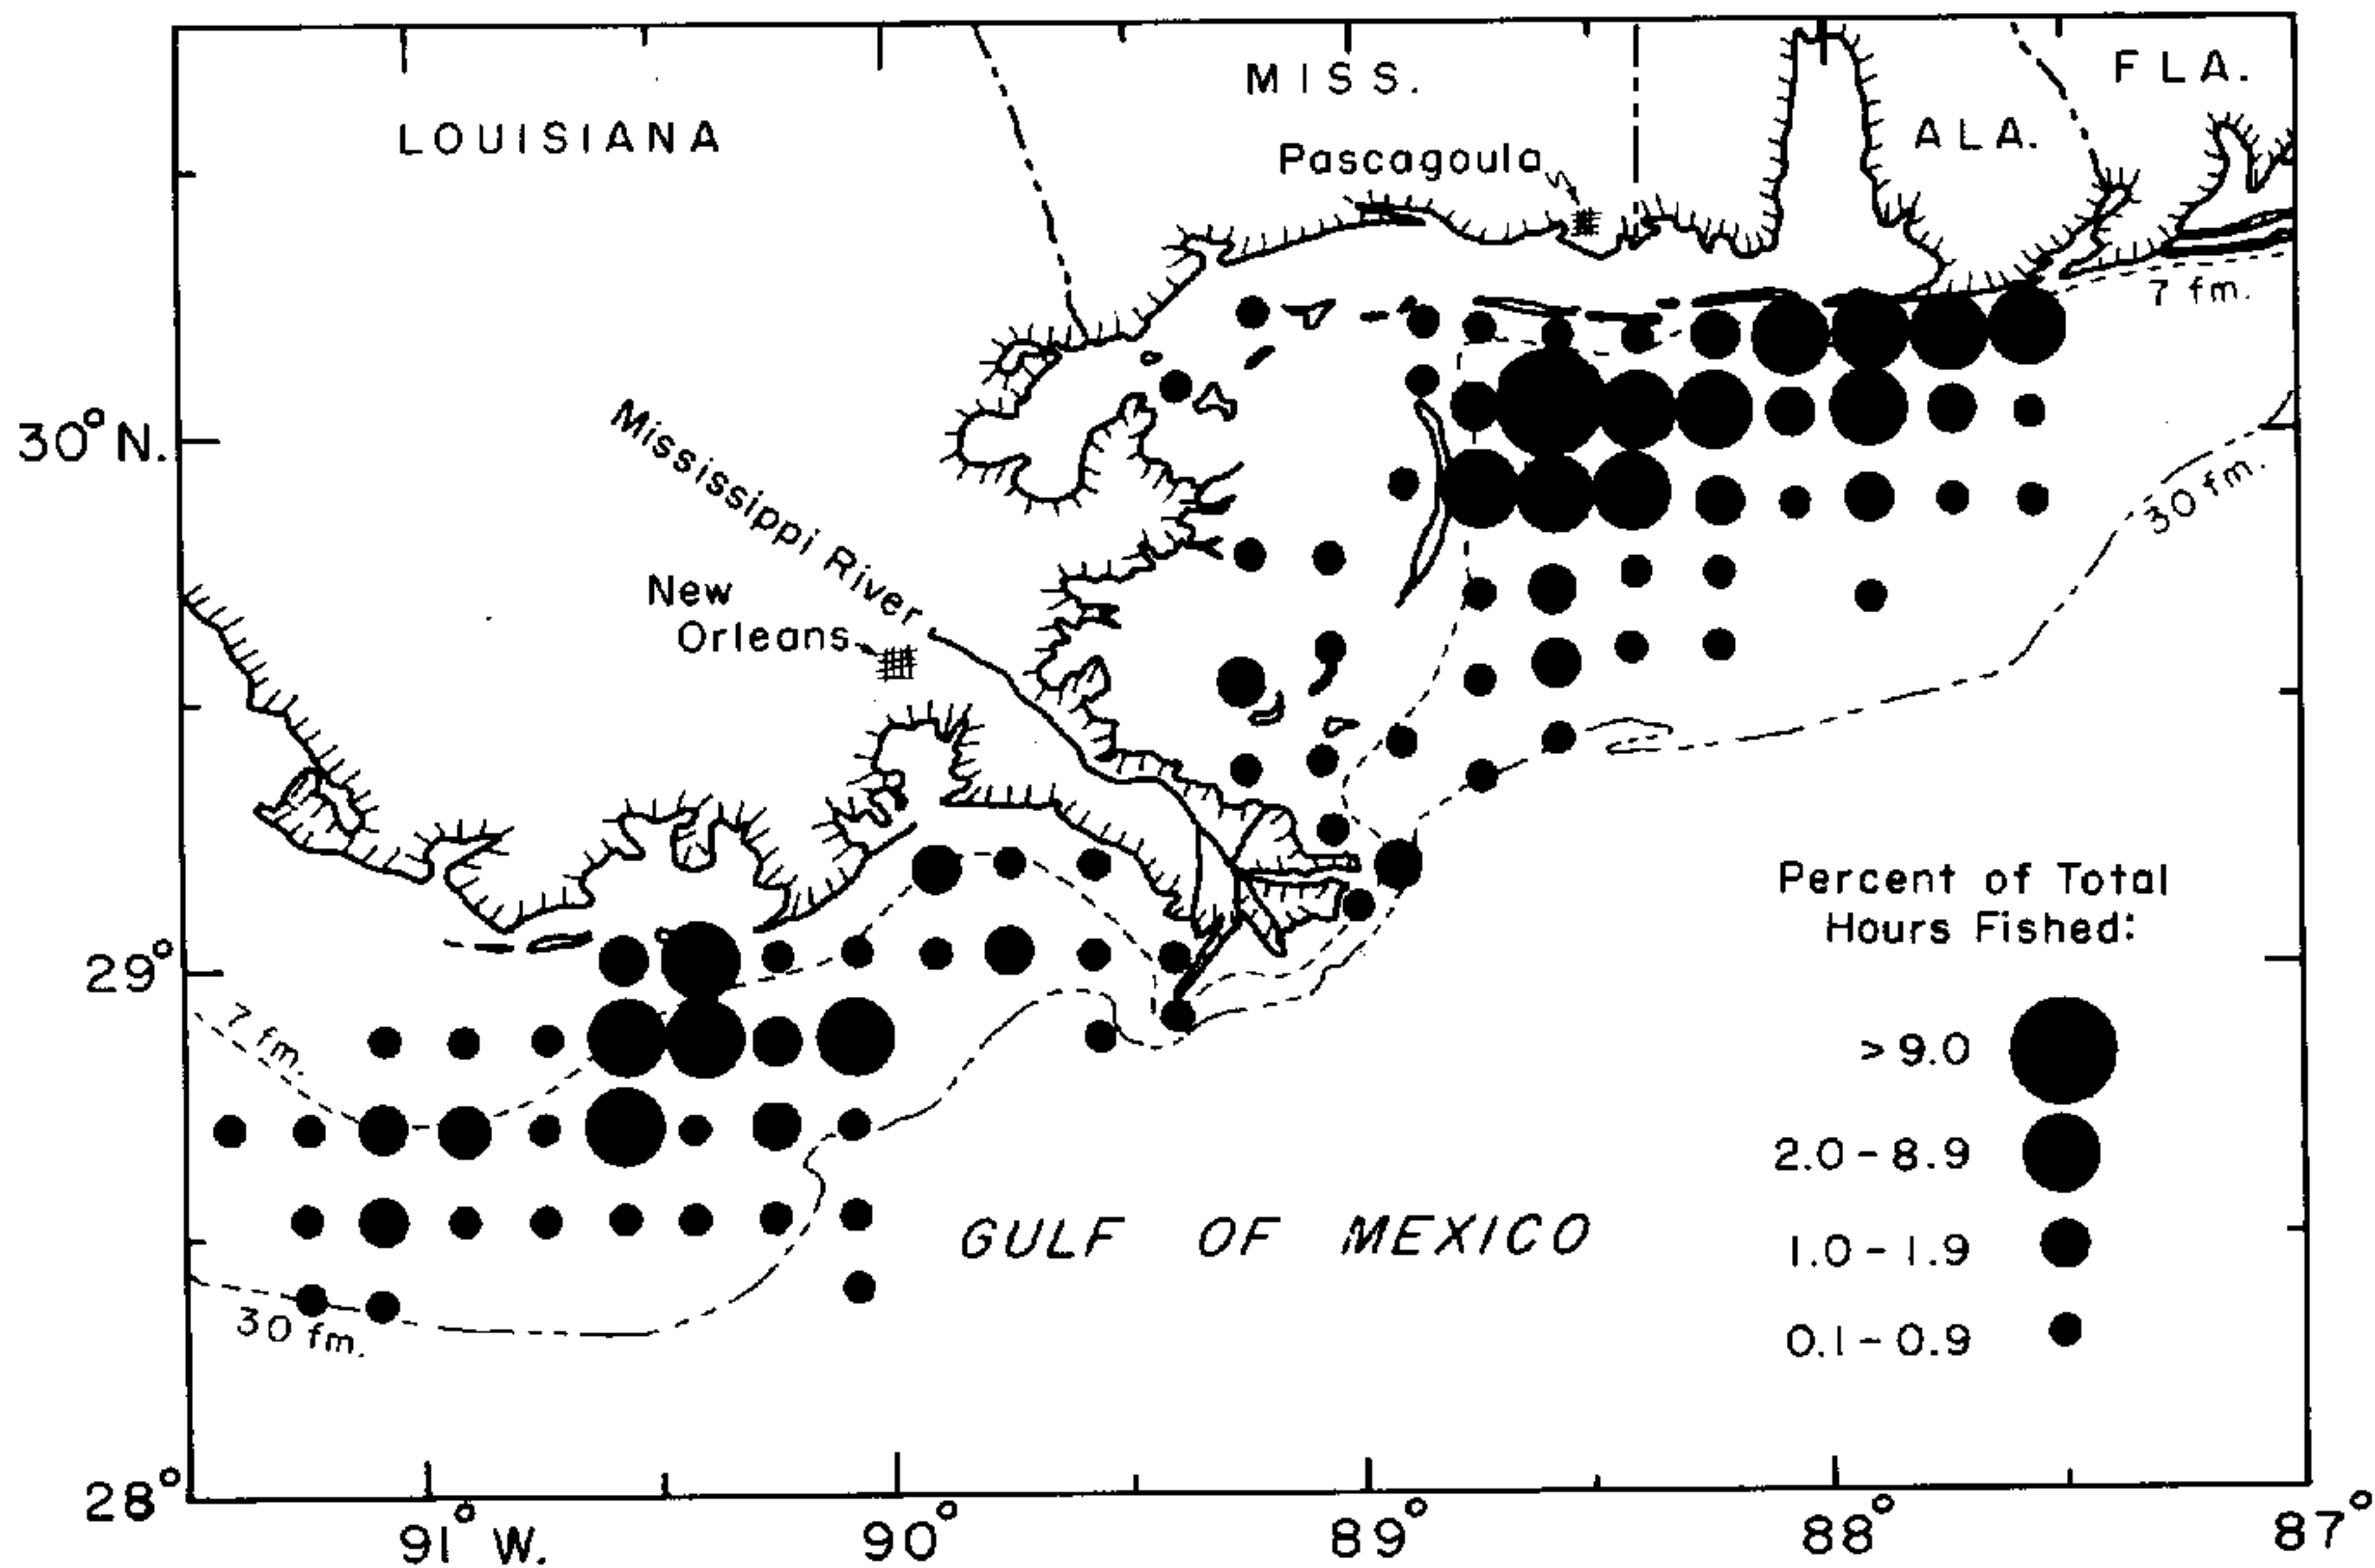 MISS.
FLA.
LOUISIANA
ALA.
Pascagoula
7 fm.
30°N.
Mississippi River
30 fm.
New
Orleans
Percent of Total
Hours Fished:
29°
7 fm.
>9.0
2.0-8.9
GULF OF MEXICO
1.0-1.9
30 fm.
0.1-0.9
28°
91° W.
90°
89°
88°
87°